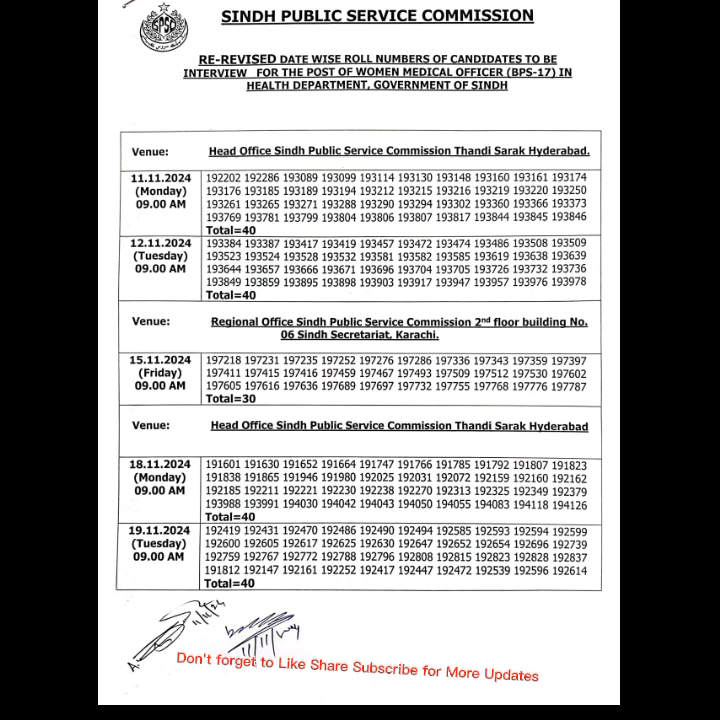 SPSC
SINDH PUBLIC SERVICE COMMISSION
RE-REVISED DATE WISE ROLL NUMBERS OF CANDIDATES TO BE
INTERVIEW FOR THE POST OF WOMEN MEDICAL OFFICER (BPS-17) IN
HEALTH DEPARTMENT, GOVERNMENT OF SINDH
Venue: Head Office Sindh Public Service Commission Thandi Sarak Hyderabad.
11.11.2024
(Monday)
09.00 AM
192202 192286 193089 193099 193114 193130 193148 193160 193161 193174
193176 193185 193189 193194 193212 193215 193216 193219 193220 193250
193261 193265 193271 193288 193290 193294 193302 193360 193366 193373
193769 193781 193799 193804 193806 193807 193817 193844 193845 193846
Total=40
12.11.2024
(Tuesday)
09.00 AM
193384 193387 193417 193419 193457 193472 193474 193486 193508 193509
193523 193524 193528 193532 193581 193582 193585 193619 193638 193639
193644 193657 193666 193671 193696 193704 193705 193726 193732 193736
193849 193859 193895 193898 193903 193917 193947 193957 193976 193978
Total=40
Venue: Regional Office Sindh Public Service Commission 2nd floor building No.
06 Sindh Secretariat, Karachi.
15.11.2024
(Friday)
09.00 AM
197218 197231 197235 197252 197276 197286 197336 197343 197359 197397
197411 197415 197416 197459 197467 197493 197509 197512 197530 197602
197605 197616 197636 197689 197697 197732 197755 197768 197776 197787
Total=30
Venue: Head Office Sindh Public Service Commission Thandi Sarak Hyderabad
18.11.2024
(Monday)
09.00 AM
191601 191630 191652 191664 191747 191766 191785 191792 191807 191823
191838 191865 191946 191980 192025 192031 192072 192159 192160 192162
192185 192211 192221 192230 192238 192270 192313 192325 192349 192379
193988 193991 194030 194042 194043 194050 194055 194083 194118 194126
Total=40
19.11.2024
(Tuesday)
09.00 AM
192419 192431 192470 192486 192490 192494 192585 192593 192594 192599
192600 192605 192617 192625 192630 192647 192652 192654 192696 192739
192759 192767 192772 192788 192796 192808 192815 192823 192828 192837
191812 192147 192161 192252 192417 192447 192472 192539 192596 192614
Total=40
11/11/24
Don't forget to Like Share Subscribe for More Updates